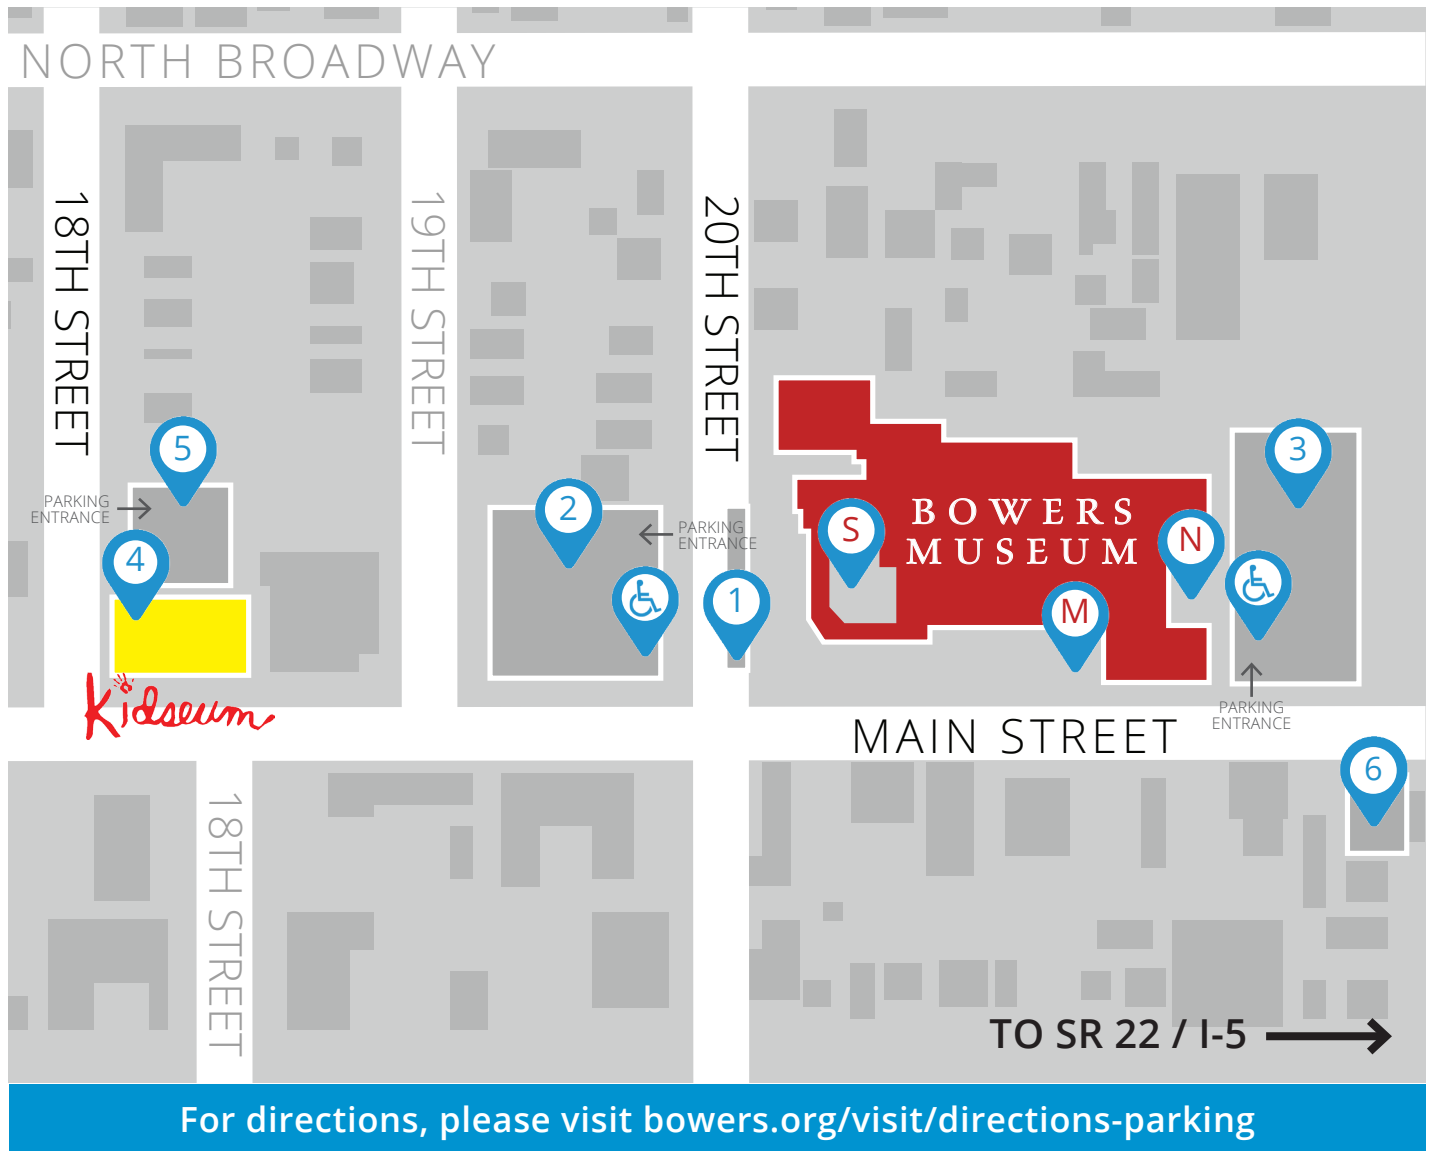 NORTH BROADWAY
18TH STREET
19TH STREET
20TH STREET
5
PARKING
ENTRANCE
4
Kidseum
2
PARKING
ENTRANCE
1
S
BOWERS
MUSEUM
M
N
3
PARKING
ENTRANCE
MAIN STREET
6
18TH STREET
TO SR 22 / I-5
For directions, please visit bowers.org/visit/directions-parking